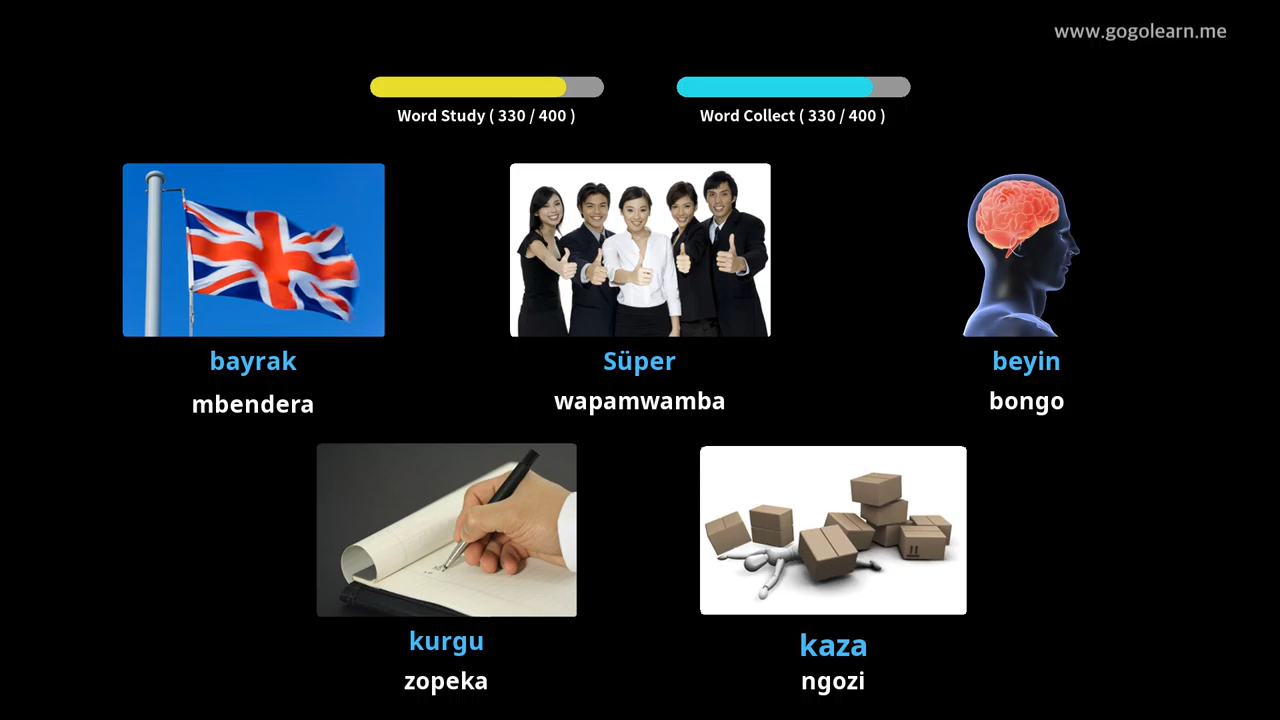 www.gogolearn.me
Word Study ( 330 / 400 )
Word Collect ( 330 / 400 )
bayrak
mbendera
Süper
wapamwamba
beyin
bongo
kurgu
zopeka
kaza
ngozi